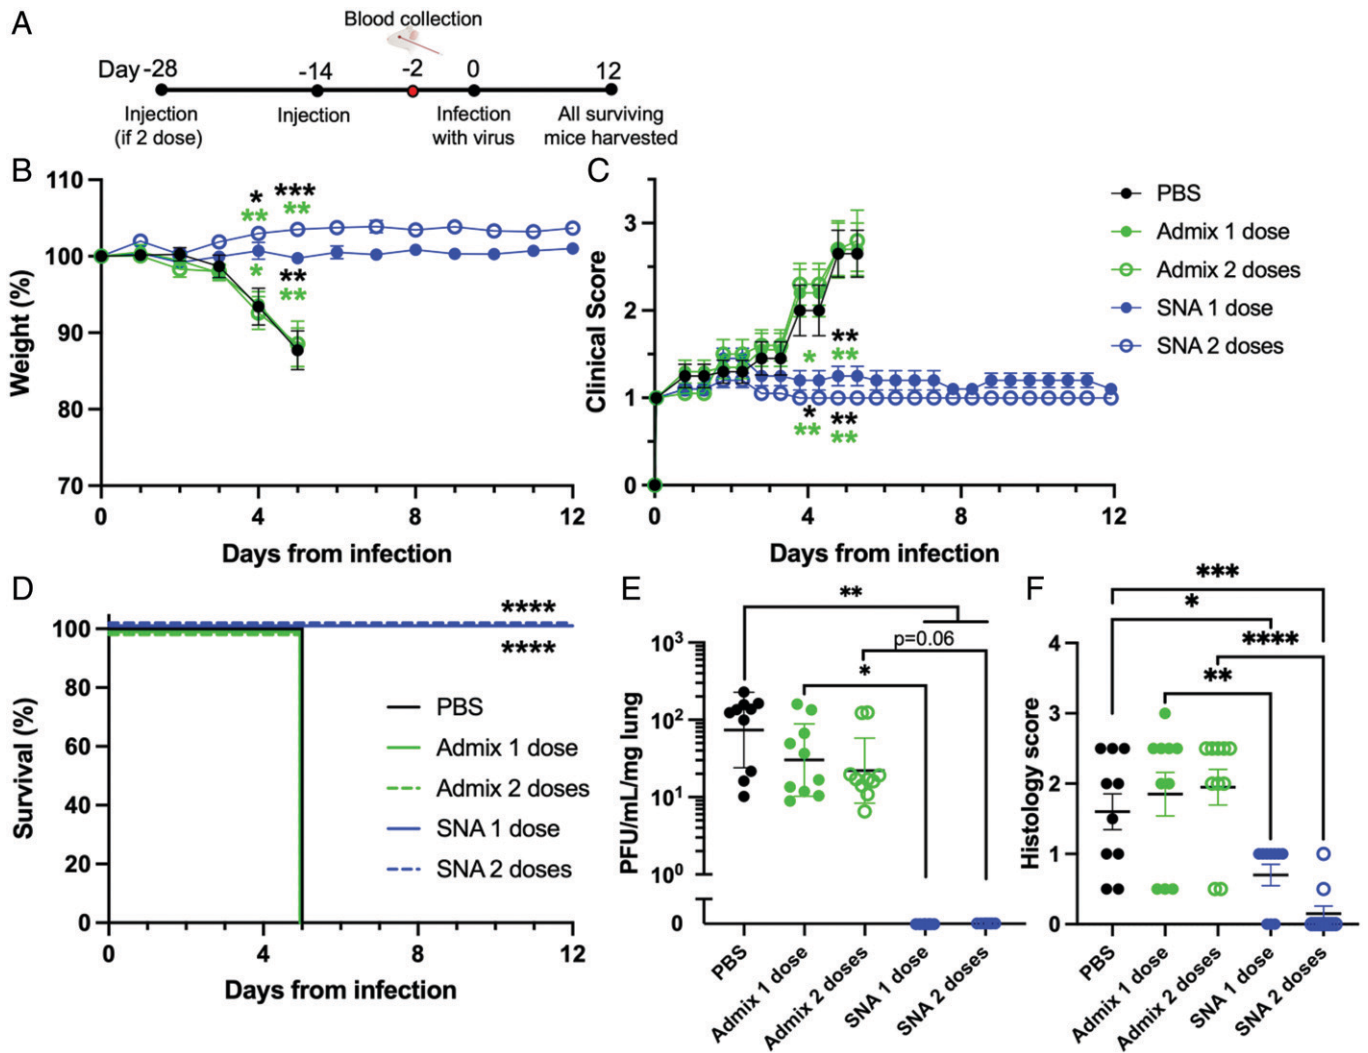 A
Blood collection
Day -28
-14
-2
0
12
Injection
(if 2 dose)
Injection
Infection
with virus
All surviving
mice harvested
B
110
100
90
80
70
Weight (%)
*
***
**
**
*
**
**
0
4
8
12
Days from infection
C
3
2
1
0
Clinical Score
*
**
**
*
**
**
**
0
4
8
12
Days from infection
PBS
Admix 1 dose
Admix 2 doses
SNA 1 dose
SNA 2 doses
D
100
80
60
40
20
0
Survival (%)
****
****
PBS
Admix 1 dose
Admix 2 doses
SNA 1 dose
SNA 2 doses
0
4
8
12
Days from infection
E
**
p=0.06
*
10³
10²
10¹
10⁰
0
PFU/mL/mg lung
PBS
Admix 1 dose
Admix 2 doses
SNA 1 dose
SNA 2 doses
F
***
*
****
**
4
3
2
1
0
Histology score
PBS
Admix 1 dose
Admix 2 doses
SNA 1 dose
SNA 2 doses